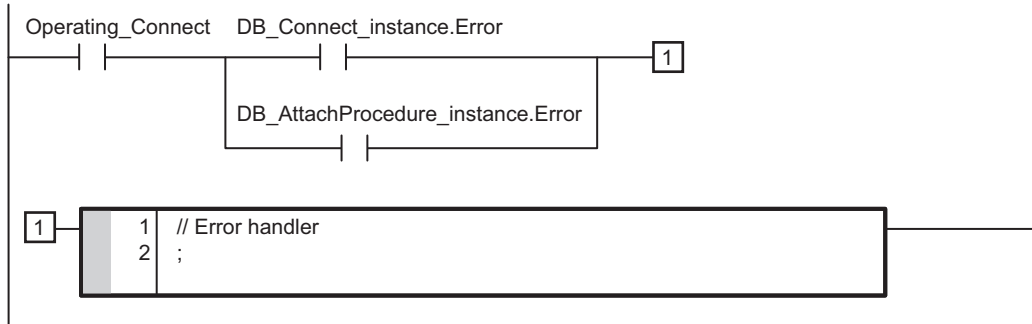 Operating_Connect DB_Connect_instance.Error
1
DB_AttachProcedure_instance.Error
1
1 // Error handler
2 ;